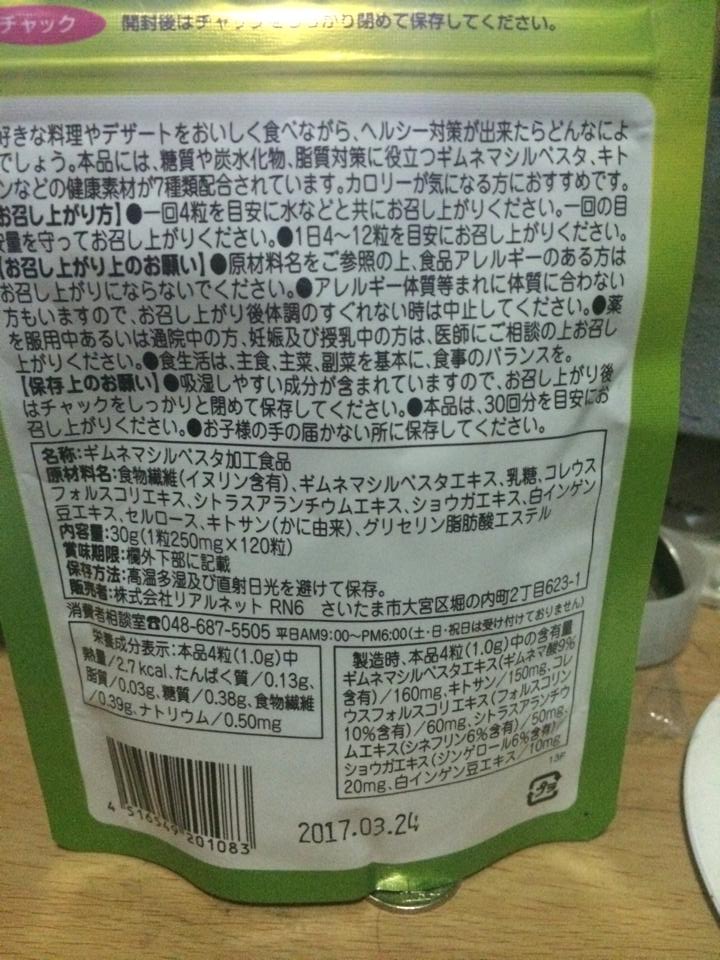 チャック
開封後はチャックをしっかり閉めて保存してください。
好きな料理やデザートをおいしく食べながら、ヘルシー対策が出来たらどんなによ
でしょう。本品には、糖質や炭水化物、脂質対策に役立つギムネマシルベスタ、キト
ンなどの健康素材が7種類配合されています。カロリーが気になる方におすすめです。
お召し上がり方】●一回4粒を目安に水などと共にお召し上がりください。一回の目
安量を守ってお召し上がりください。●1日4〜12粒を目安にお召し上がりください。
【お召し上がり上のお願い】●原材料名をご参照の上、食品アレルギーのある方は
お召し上がりにならないでください。●アレルギー体質等まれに体質に合わない
方もいますので、お召し上がり後体調のすぐれない時は中止してください。●薬
を服用中あるいは通院中の方、妊娠及び授乳中の方は、医師にご相談の上お召し
上がりください。●食生活は、主食、主菜、副菜を基本に、食事のバランスを。
【保存上のお願い】●吸湿しやすい成分が含まれていますので、お召し上がり後
はチャックをしっかりと閉めて保存してください。●本品は、30回分を目安にお
召し上がりください。●お子様の手の届かない所に保存してください。
名称:ギムネマシルベスタ加工食品
原材料名:食物繊維(イヌリン含有)、ギムネマシルベスタエキス、乳糖、コレウス
フォルスコリエキス、シトラスアランチウムエキス、ショウガエキス、白インゲン
豆エキス、セルロース、キトサン(かに由来)、グリセリン脂肪酸エステル
内容量:30g(1粒250mg×120粒)
賞味期限:欄外下部に記載
保存方法:高温多湿及び直射日光を避けて保存。
販売者:株式会社リアルネット RN6 さいたま市大宮区堀の内町2丁目623-1
消費者相談室☎048-687-5505 平日AM9:00〜PM6:00(土・日・祝日は受け付けておりません)
栄養成分表示:本品4粒(1.0g)中
熱量/2.7kcal、たんぱく質/0.13g、
脂質/0.03g、糖質/0.38g、食物繊維
/0.39g、ナトリウム/0.50mg
製造時、本品4粒(1.0g)中の含有量
ギムネマシルベスタエキス(ギムネマ酸9%
含有)/160mg、キトサン/150mg、コレ
ウスフォルスコリエキス(フォルスコリン
10%含有)/60mg、シトラスアランチウ
ムエキス(シネフリン6%含有)/50mg、
ショウガエキス(ジンゲロール6%含有)/
20mg、白インゲン豆エキス/10mg
13P
プラ
4 516549 201083
2017.03.24